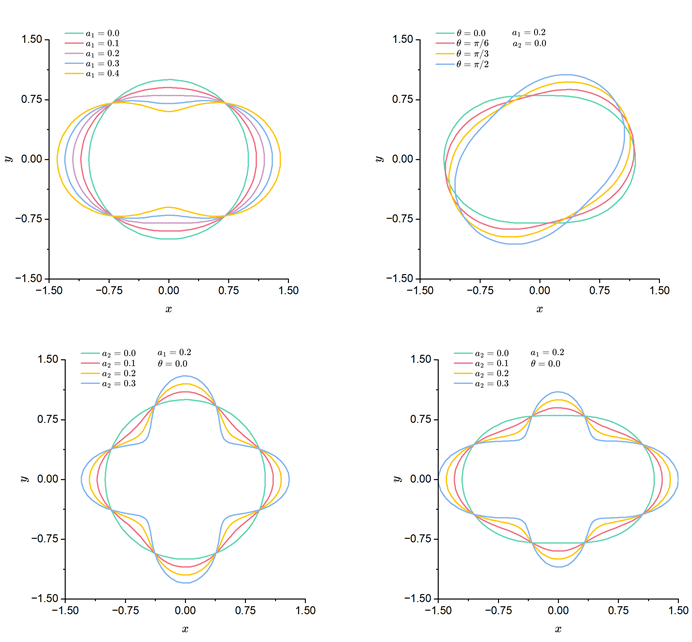 a₁ = 0.0
a₁ = 0.1
a₁ = 0.2
a₁ = 0.3
a₁ = 0.4
1.50
0.75
0.00
−0.75
−1.50
y
−1.50 −0.75 0.00 0.75 1.50
x
θ = 0.0 a₁ = 0.2
θ = π/6 a₂ = 0.0
θ = π/3
θ = π/2
1.50
0.75
0.00
−0.75
−1.50
y
−1.50 −0.75 0.00 0.75 1.50
x
a₂ = 0.0 a₁ = 0.2
a₂ = 0.1 θ = 0.0
a₂ = 0.2
a₂ = 0.3
1.50
0.75
0.00
−0.75
−1.50
y
−1.50 −0.75 0.00 0.75 1.50
x
a₂ = 0.0 a₁ = 0.2
a₂ = 0.1 θ = 0.0
a₂ = 0.2
a₂ = 0.3
1.50
0.75
0.00
−0.75
−1.50
y
−1.50 −0.75 0.00 0.75 1.50
x